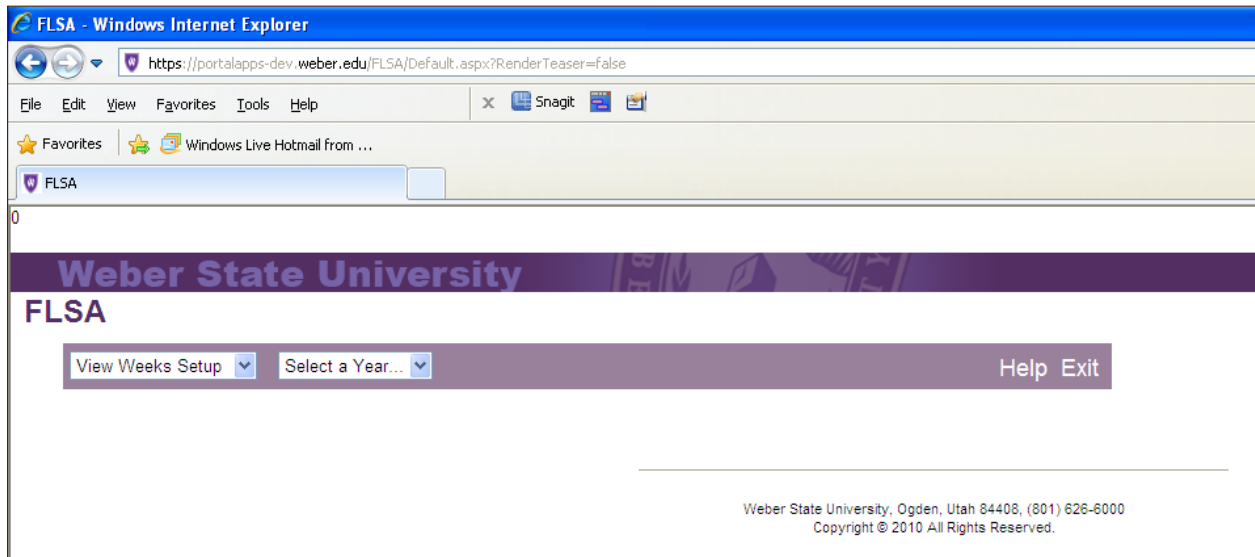 FLSA - Windows Internet Explorer
https://portalapps-dev.weber.edu/FLSA/Default.aspx?RenderTeaser=false
File Edit View Favorites Tools Help x Snagit
Favorites Windows Live Hotmail from ...
FLSA
0
Weber State University
FLSA
View Weeks Setup Select a Year... Help Exit
Weber State University, Ogden, Utah 84408, (801) 626-6000
Copyright © 2010 All Rights Reserved.